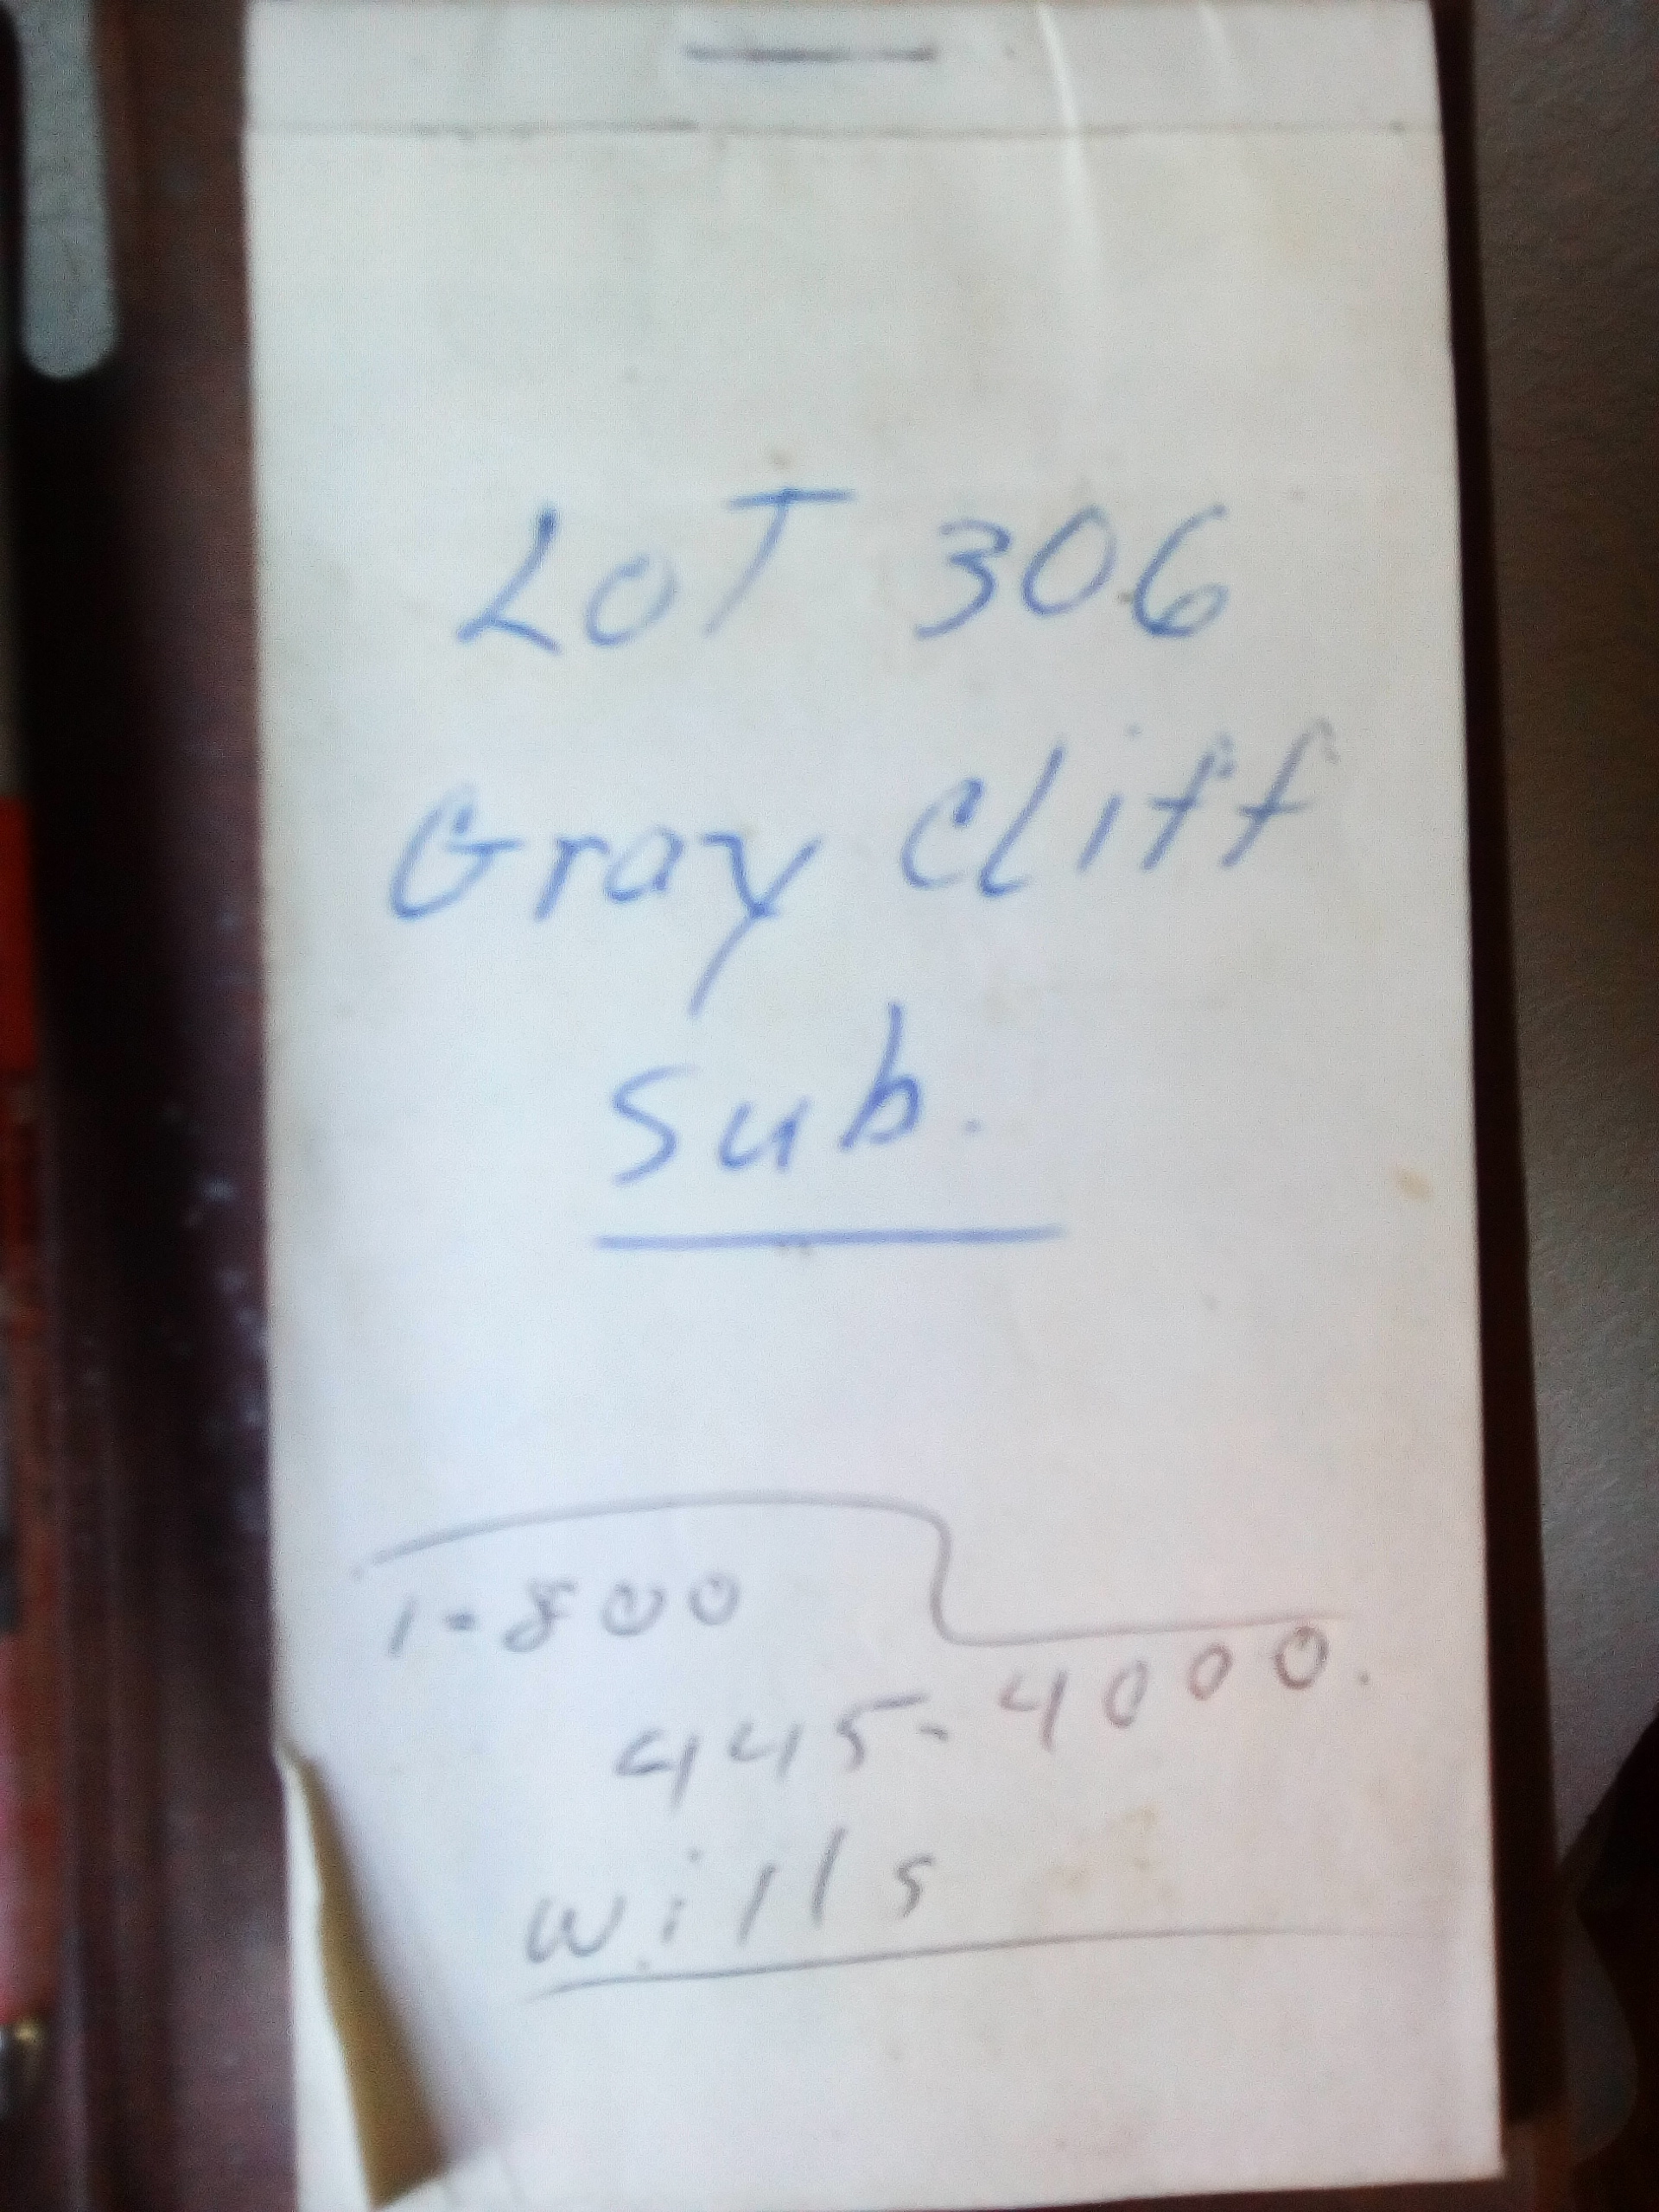 LOT 306
Gray Cliff
Sub.
1-800
445-4000.
wills